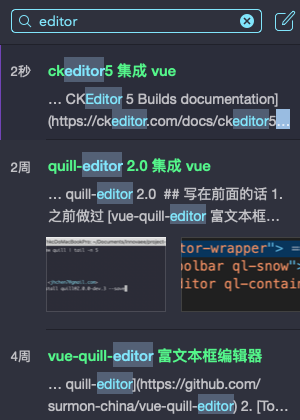 editor
2秒
ckeditor5 集成 vue
... CKEditor 5 Builds documentation]
(https://ckeditor.com/docs/ckeditor5...
2周
quill-editor 2.0 集成 vue
... quill-editor 2.0 ## 写在前面的话 1.
之前做过 [vue-quill-editor 富文本框...
tor-wrapper"> =
oolbar ql-snow">
ditor ql-contain
4周
vue-quill-editor 富文本框编辑器
... quill-editor](https://github.com/
surmon-china/vue-quill-editor) 2. [To...